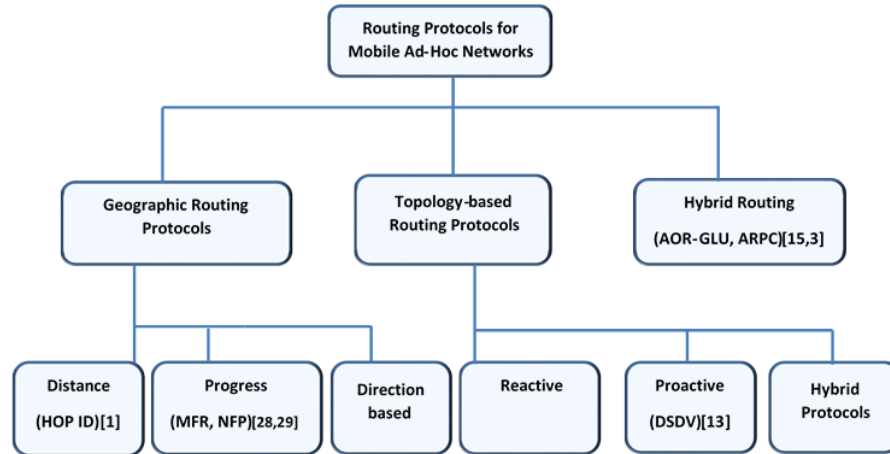 Routing Protocols for
Mobile Ad-Hoc Networks
Geographic Routing
Protocols
Topology-based
Routing Protocols
Hybrid Routing
(AOR-GLU, ARPC)[15,3]
Distance
(HOP ID)[1]
Progress
(MFR, NFP)[28,29]
Direction
based
Reactive
Proactive
(DSDV)[13]
Hybrid
Protocols